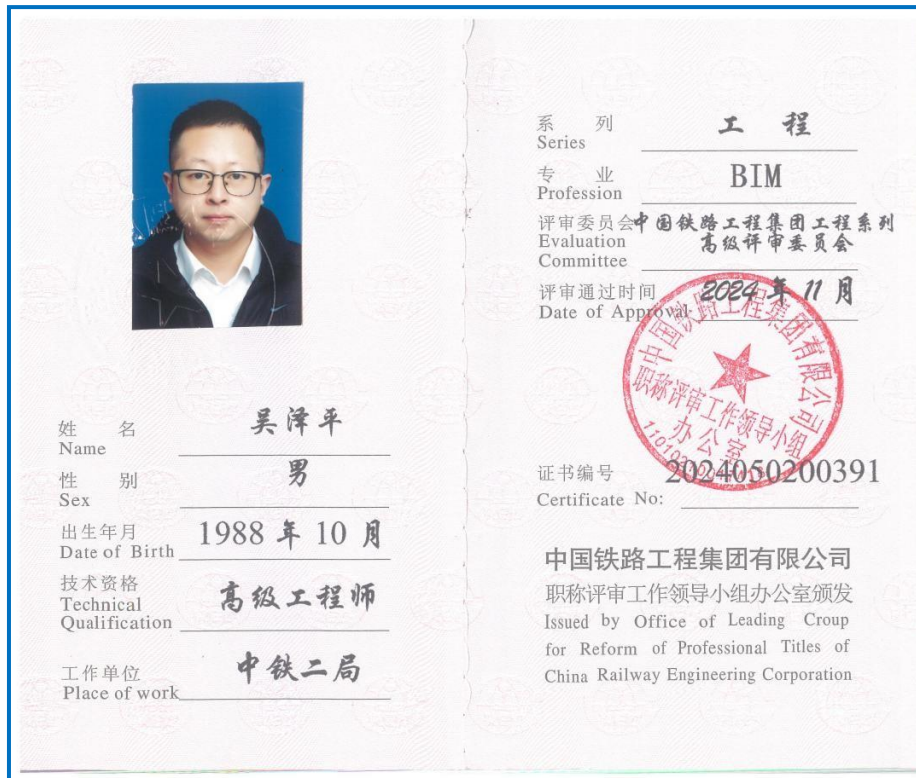 姓 名 吴泽平
Name
性 别 男
Sex
出生年月 1988 年 10 月
Date of Birth
技术资格 高级工程师
Technical
Qualification
工作单位 中铁二局
Place of work
系 列 工 程
Series
专 业 BIM
Profession
评审委员会 中国铁路工程集团工程系列
Evaluation 高级评审委员会
Committee
评审通过时间 2024 年 11 月
Date of Approval
中国铁路工程集团有限公司
职称评审工作领导小组
办公室
证书编号 2024050200391
Certificate No:
中国铁路工程集团有限公司
职称评审工作领导小组办公室颁发
Issued by Office of Leading Croup
for Reform of Professional Titles of
China Railway Engineering Corporation